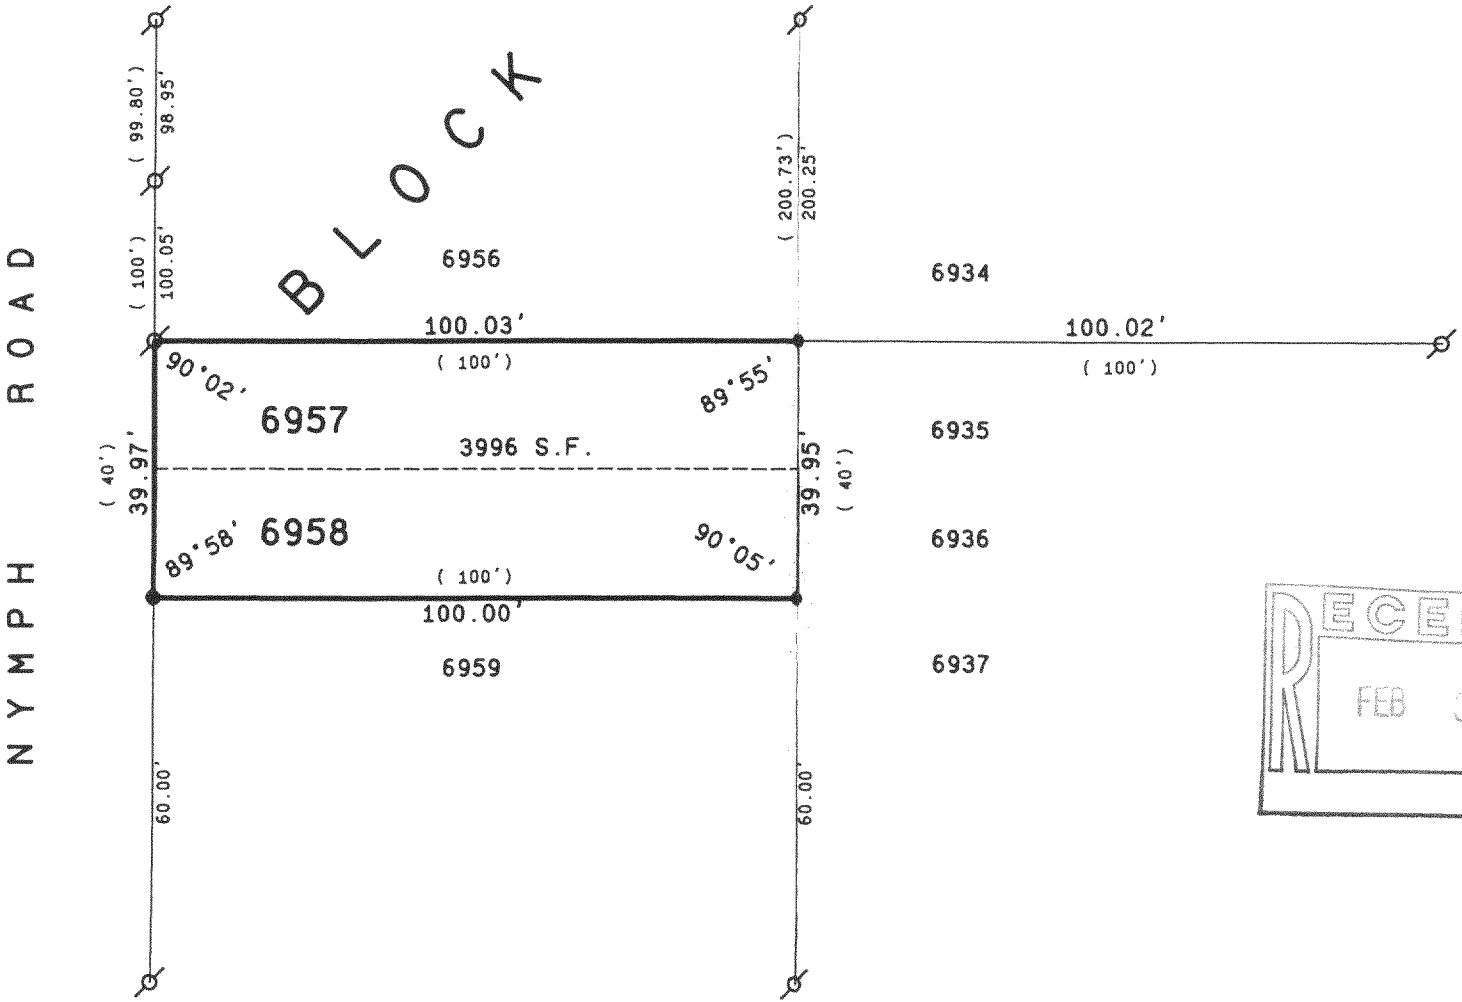 NYMPH ROAD
BLOCK
( 99.80' )
98.95'
( 100' )
100.05'
( 200.73' )
200.25'
6956
6934
100.03'
( 100' )
100.02'
( 100' )
90°02'
89°55'
6957
3996 S.F.
6935
( 40' )
39.97'
39.95'
( 40' )
6958
89°58'
90°05'
6936
( 100' )
100.00'
6959
6937
60.00'
60.00'
RECE
FEB